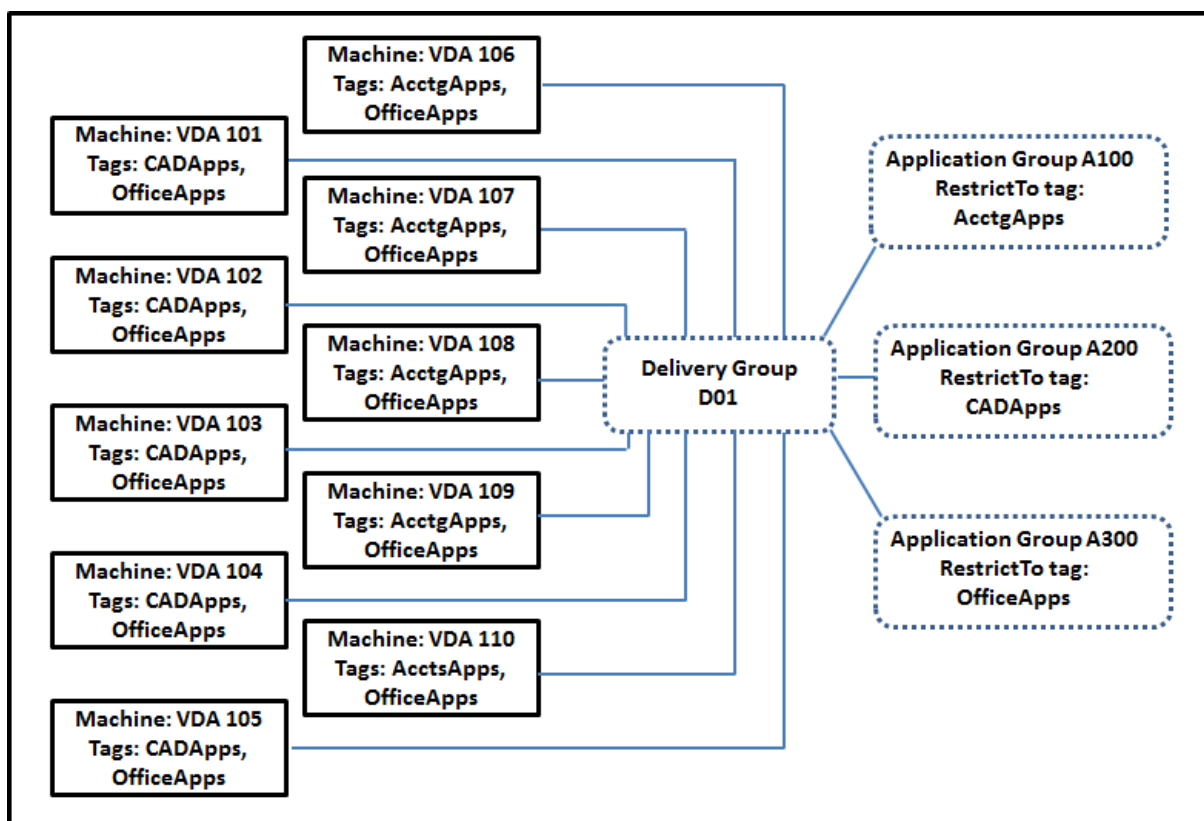 Machine: VDA 106
Tags: AcctgApps,
OfficeApps
Machine: VDA 101
Tags: CADApps,
OfficeApps
Machine: VDA 107
Tags: AcctgApps,
OfficeApps
Machine: VDA 102
Tags: CADApps,
OfficeApps
Machine: VDA 108
Tags: AcctgApps,
OfficeApps
Machine: VDA 103
Tags: CADApps,
OfficeApps
Machine: VDA 109
Tags: AcctgApps,
OfficeApps
Machine: VDA 104
Tags: CADApps,
OfficeApps
Machine: VDA 110
Tags: AcctsApps,
OfficeApps
Machine: VDA 105
Tags: CADApps,
OfficeApps
Delivery Group
D01
Application Group A100
RestrictTo tag:
AcctgApps
Application Group A200
RestrictTo tag:
CADApps
Application Group A300
RestrictTo tag:
OfficeApps